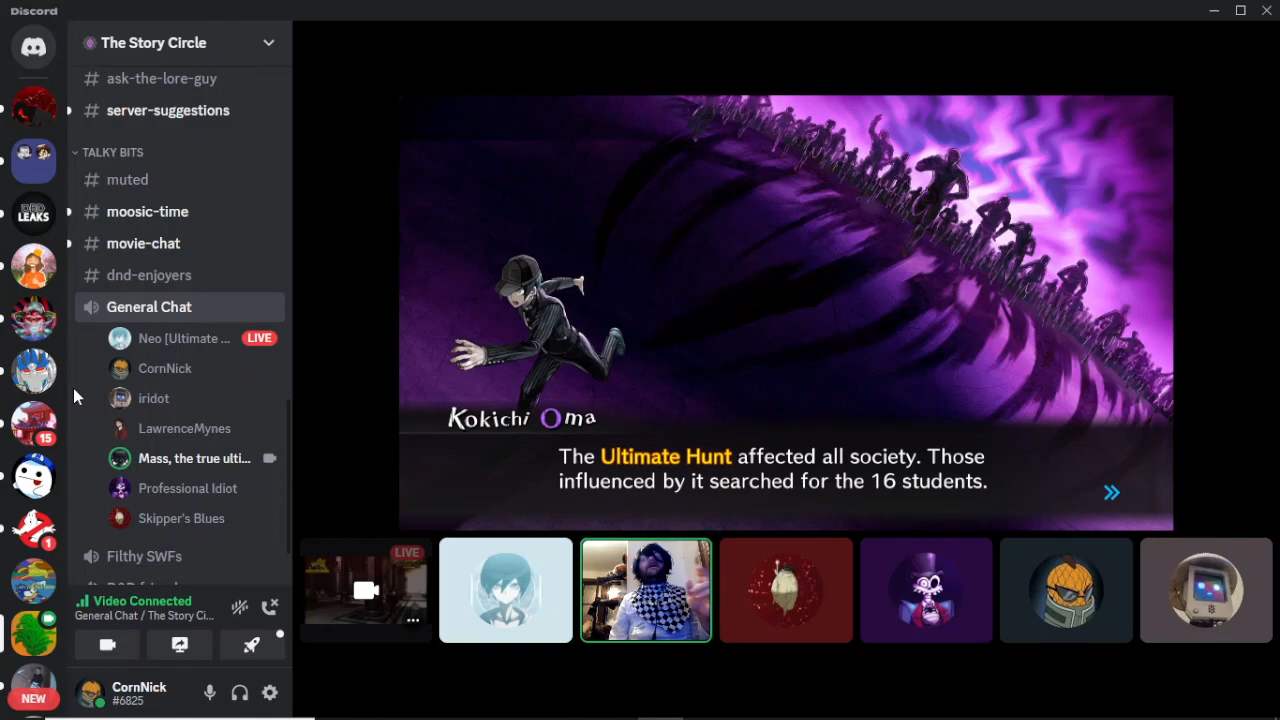 Discord
The Story Circle
ask-the-lore-guy
server-suggestions
TALKY BITS
muted
moosic-time
movie-chat
dnd-enjoyers
General Chat
Neo [Ultimate ...
LIVE
CornNick
iridot
LawrenceMynes
Mass, the true ulti...
Professional Idiot
Skipper's Blues
Filthy SWFs
Video Connected
General Chat / The Story Ci...
CornNick
#6825
DBD
LEAKS
15
1
NEW
Kokichi Oma
The Ultimate Hunt affected all society. Those
influenced by it searched for the 16 students.
LIVE